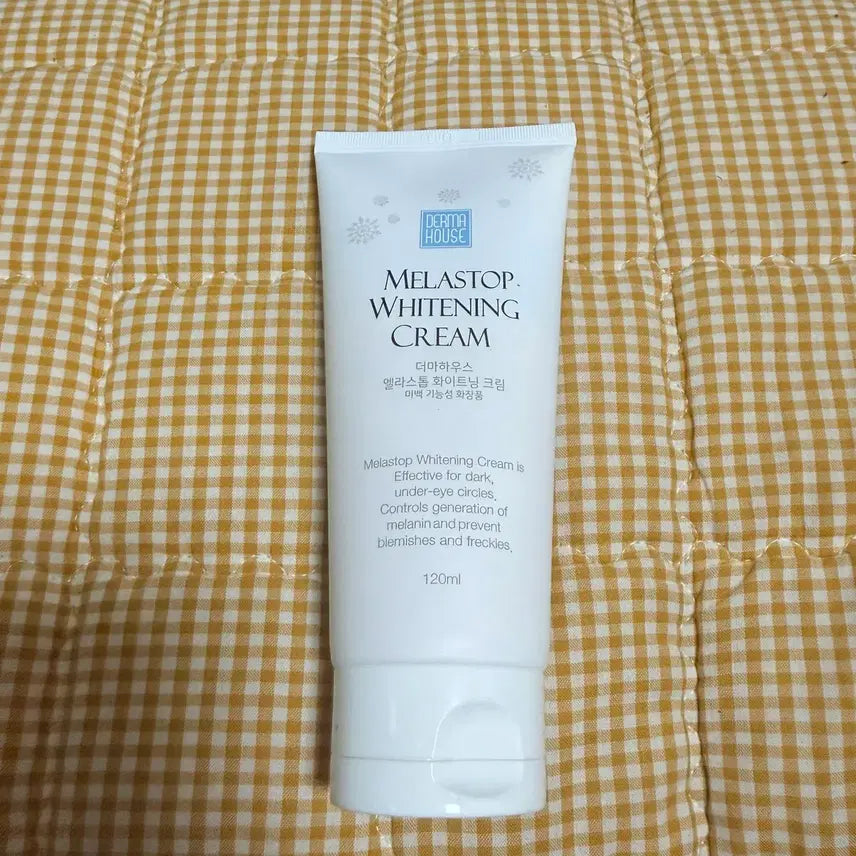 DERMA
HOUSE
MELASTOP
WHITENING
CREAM
더마하우스
멜라스톱 화이트닝 크림
미백 기능성 화장품
Melastop Whitening Cream is
Effective for dark,
under-eye circles,
Controls generation of
melanin and prevent
blemishes and freckles,
120ml